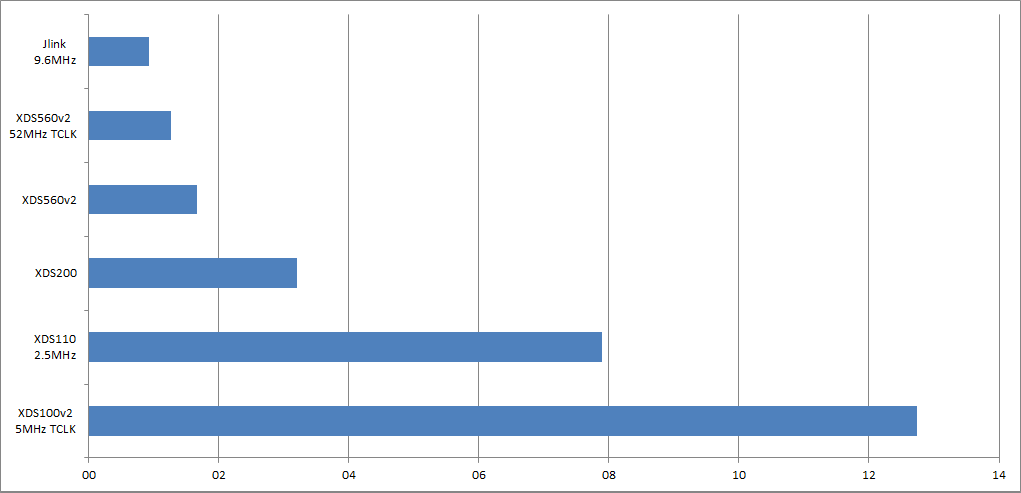 Jlink
9.6MHz
XDS560v2
52MHz TCLK
XDS560v2
XDS200
XDS110
2.5MHz
XDS100v2
5MHz TCLK
00 02 04 06 08 10 12 14